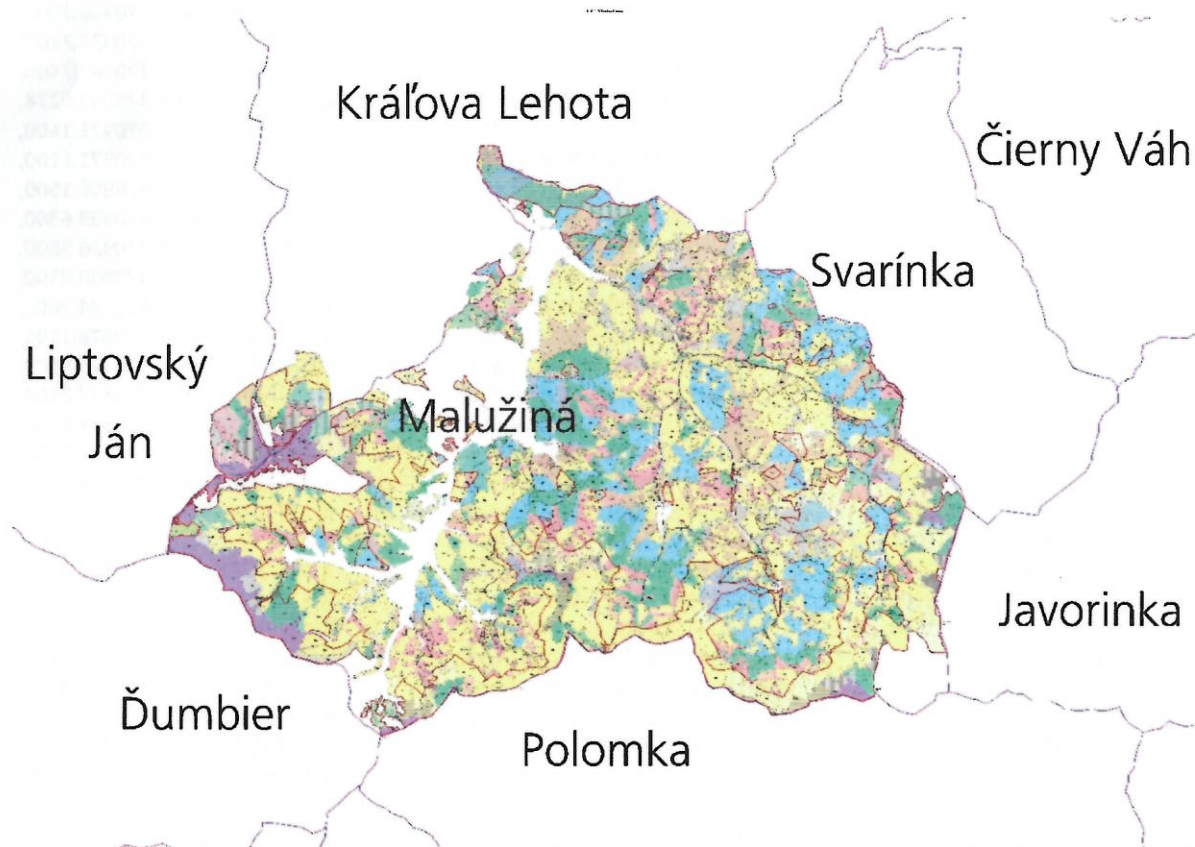 Kráľova Lehota
Čierny Váh
Svarínka
Liptovský
Ján
Malužiná
Javorinka
Ďumbier
Polomka